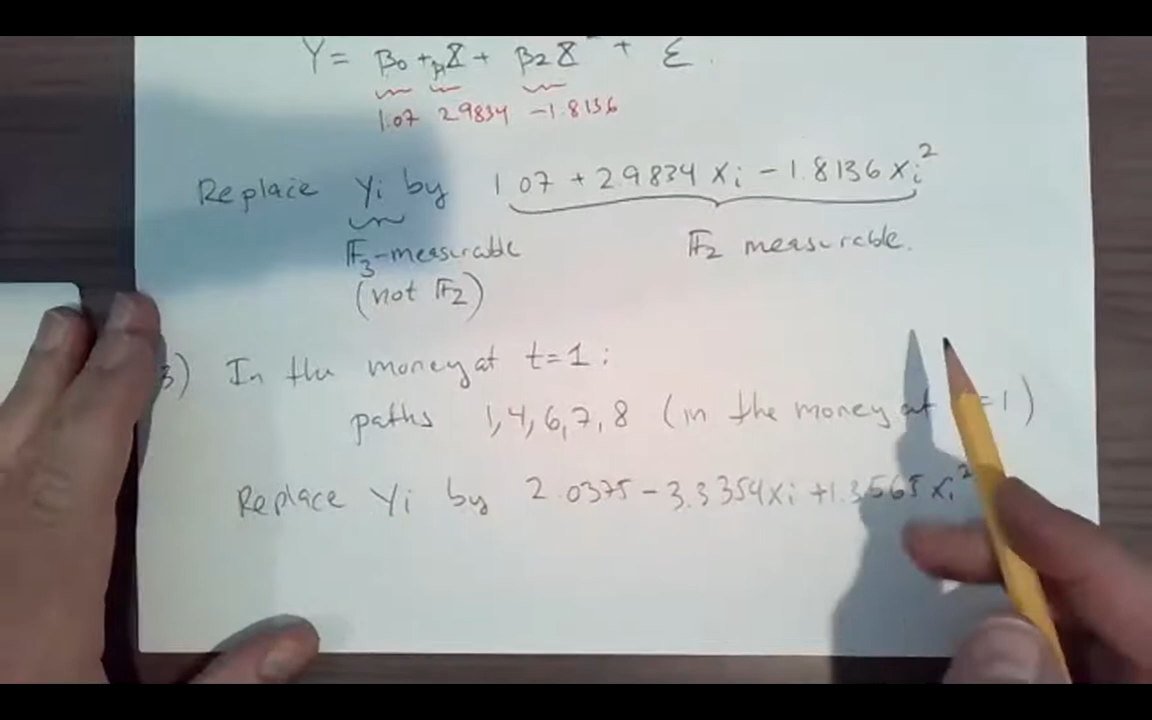 Y = β0 + β1X + β2X² + ε.
1.07 2.9834 -1.8136
Replace Yi by 1.07 + 2.9834 Xi - 1.8136 Xi²
F3-measurable F2 measurable.
(not F2)
3) In the money at t=1:
paths 1,4,6,7,8 (in the money at t=1)
Replace Yi by 2.0375 - 3.3354Xi + 1.3565 Xi²